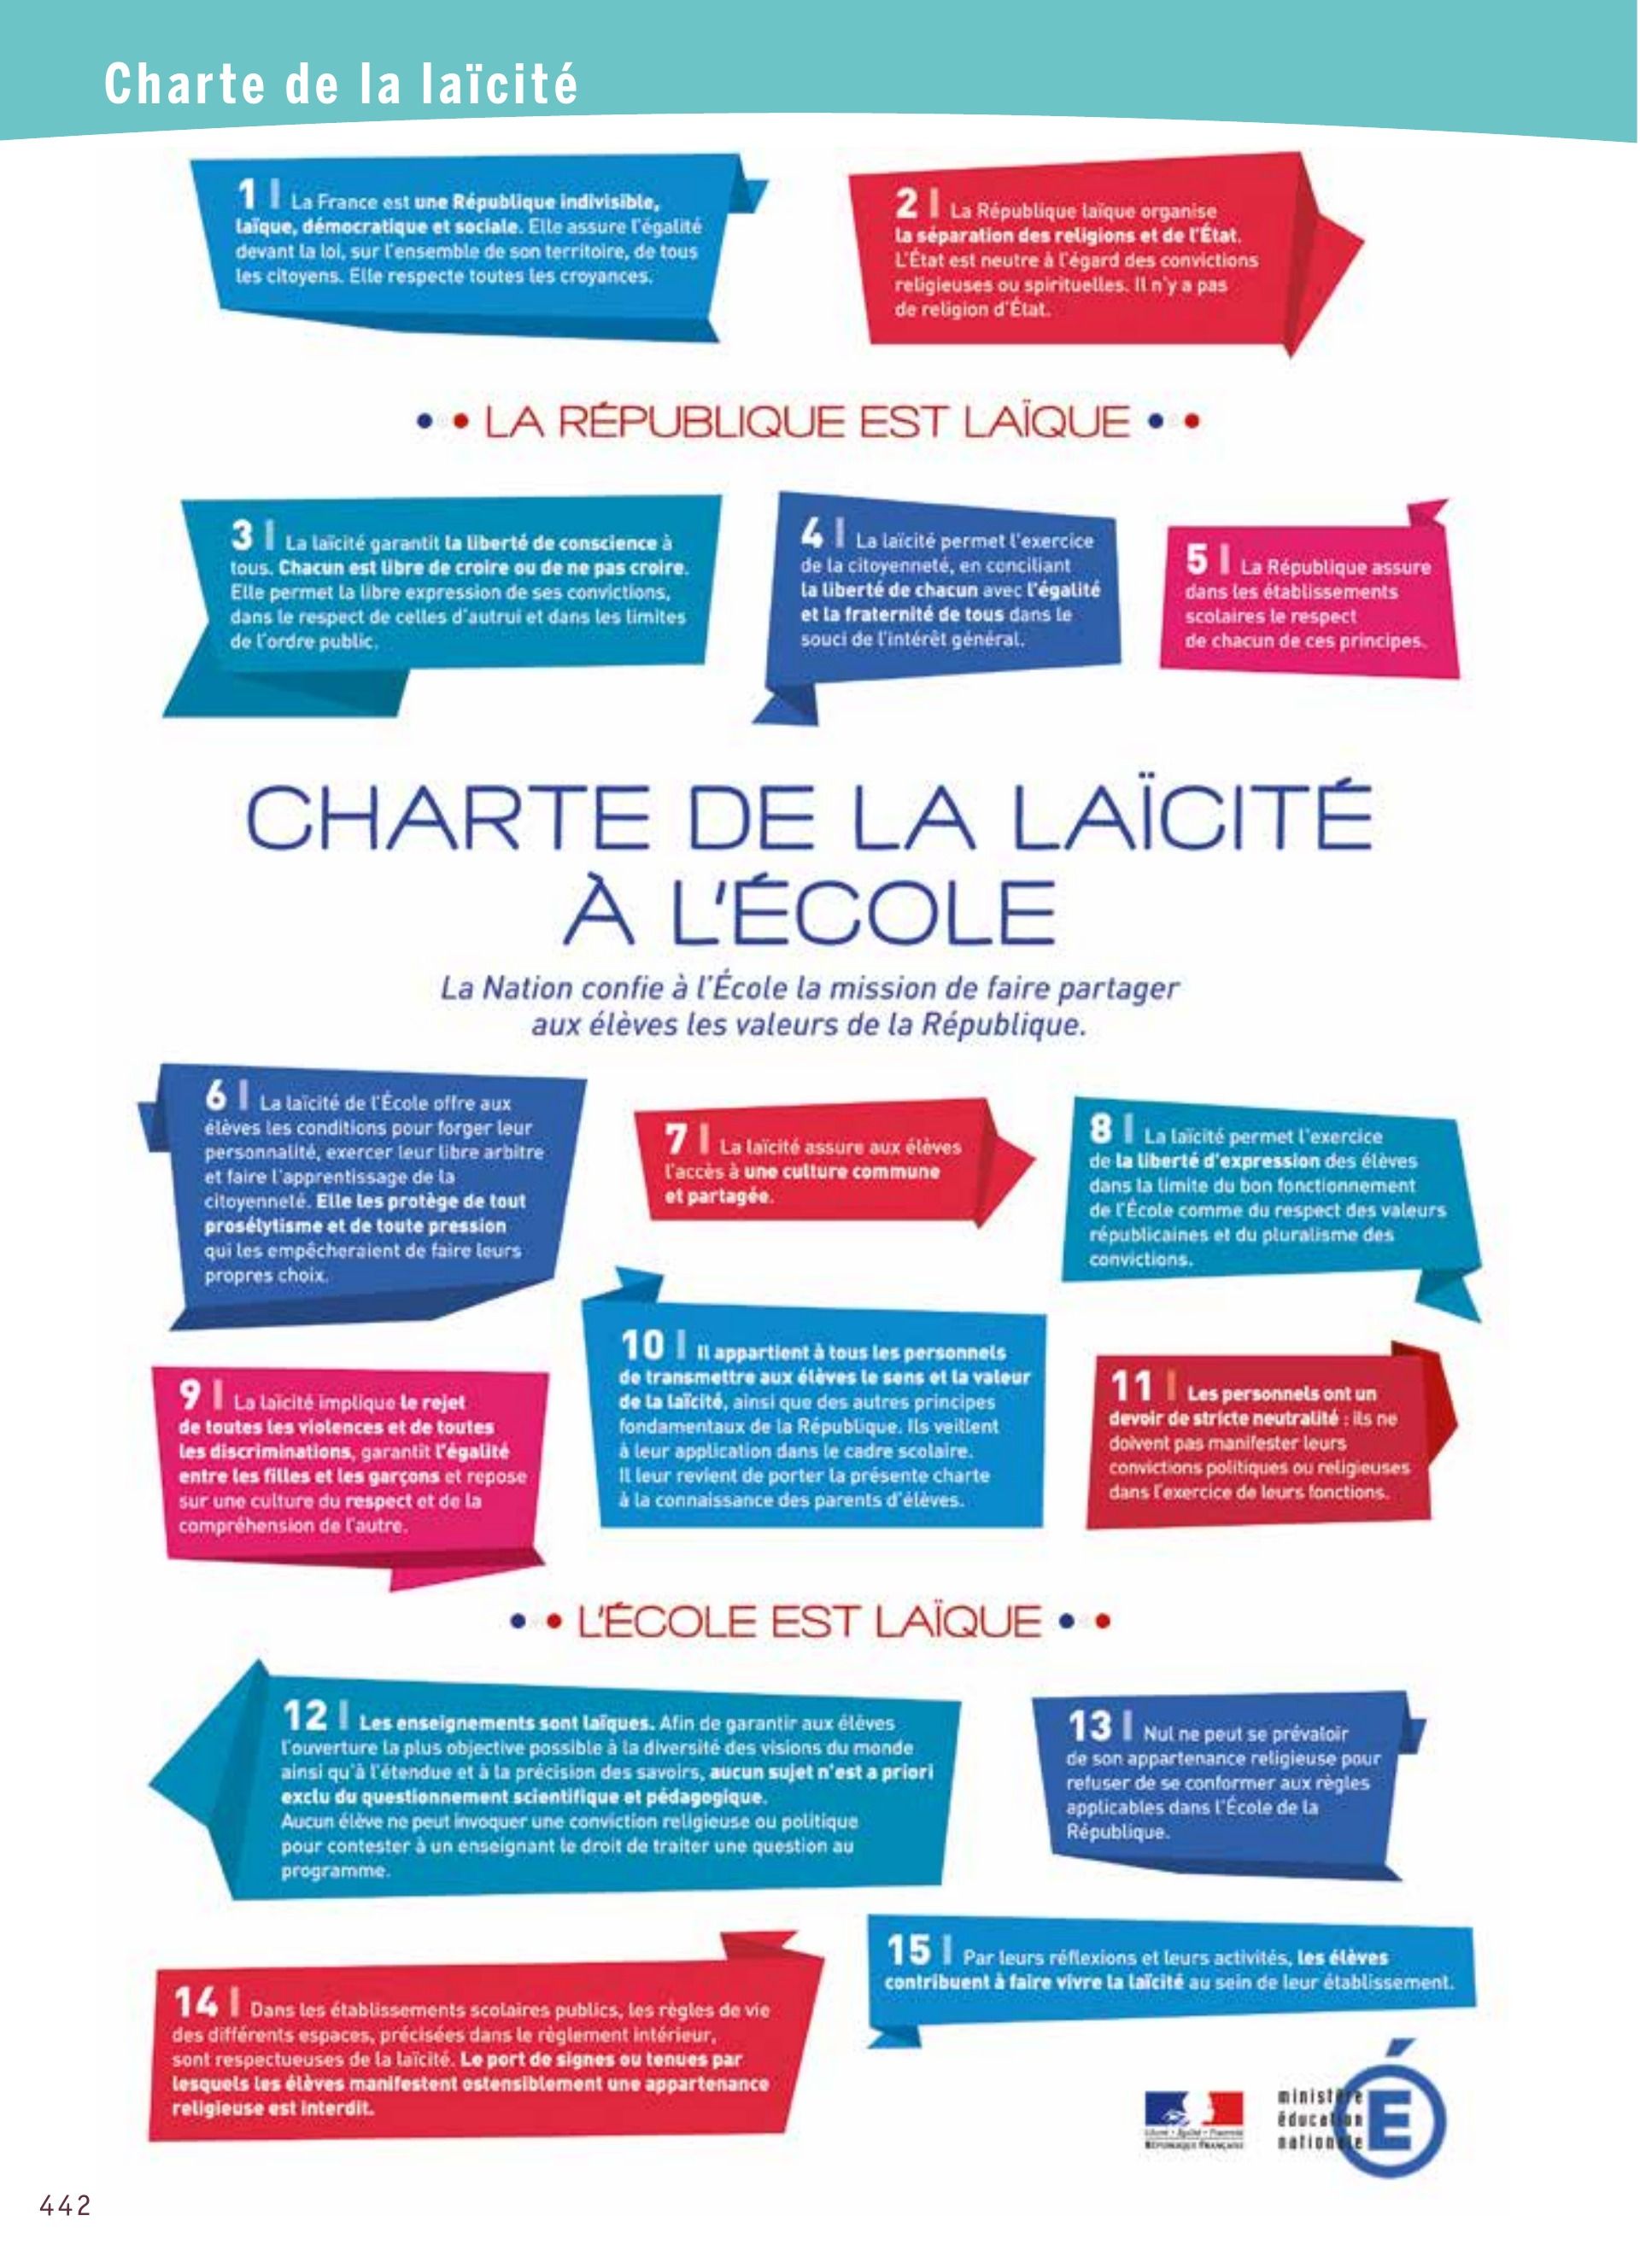 Charte de la laïcité
1 | La France est une République indivisible,
laïque, démocratique et sociale. Elle assure l'égalité
devant la loi, sur l'ensemble de son territoire, de tous
les citoyens. Elle respecte toutes les croyances.
2 | La République laïque organise
la séparation des religions et de l'État.
L'État est neutre à l'égard des convictions
religieuses ou spirituelles. Il n'y a pas
de religion d'État.
•• LA RÉPUBLIQUE EST LAÏQUE ••
3 | La laïcité garantit la liberté de conscience à
tous. Chacun est libre de croire ou de ne pas croire.
Elle permet la libre expression de ses convictions,
dans le respect de celles d'autrui et dans les limites
de l'ordre public.
4 | La laïcité permet l'exercice
de la citoyenneté, en conciliant
la liberté de chacun avec l'égalité
et la fraternité de tous dans le
souci de l'intérêt général.
5 | La République assure
dans les établissements
scolaires le respect
de chacun de ces principes.
CHARTE DE LA LAÏCITÉ
À L'ÉCOLE
La Nation confie à l'École la mission de faire partager
aux élèves les valeurs de la République.
6 | La laïcité de l'École offre aux
élèves les conditions pour forger leur
personnalité, exercer leur libre arbitre
et faire l'apprentissage de la
citoyenneté. Elle les protège de tout
prosélytisme et de toute pression
qui les empêcheraient de faire leurs
propres choix.
7 | La laïcité assure aux élèves
l'accès à une culture commune
et partagée.
8 | La laïcité permet l'exercice
de la liberté d'expression des élèves
dans la limite du bon fonctionnement
de l'École comme du respect des valeurs
républicaines et du pluralisme des
convictions.
9 | La laïcité implique le rejet
de toutes les violences et de toutes
les discriminations, garantit l'égalité
entre les filles et les garçons et repose
sur une culture du respect et de la
compréhension de l'autre.
10 | Il appartient à tous les personnels
de transmettre aux élèves le sens et la valeur
de la laïcité, ainsi que des autres principes
fondamentaux de la République. Ils veillent
à leur application dans le cadre scolaire.
Il leur revient de porter la présente charte
à la connaissance des parents d'élèves.
11 | Les personnels ont un
devoir de stricte neutralité : ils ne
doivent pas manifester leurs
convictions politiques ou religieuses
dans l'exercice de leurs fonctions.
•• L'ÉCOLE EST LAÏQUE ••
12 | Les enseignements sont laïques. Afin de garantir aux élèves
l'ouverture la plus objective possible à la diversité des visions du monde
ainsi qu'à l'étendue et à la précision des savoirs, aucun sujet n'est a priori
exclu du questionnement scientifique et pédagogique.
Aucun élève ne peut invoquer une conviction religieuse ou politique
pour contester à un enseignant le droit de traiter une question au
programme.
13 | Nul ne peut se prévaloir
de son appartenance religieuse pour
refuser de se conformer aux règles
applicables dans l'École de la
République.
14 | Dans les établissements scolaires publics, les règles de vie
des différents espaces, précisées dans le règlement intérieur,
sont respectueuses de la laïcité. Le port de signes ou tenues par
lesquels les élèves manifestent ostensiblement une appartenance
religieuse est interdit.
15 | Par leurs réflexions et leurs activités, les élèves
contribuent à faire vivre la laïcité au sein de leur établissement.
Liberté • Égalité • Fraternité
RÉPUBLIQUE FRANÇAISE
ministère
éducation
nationale
É
442